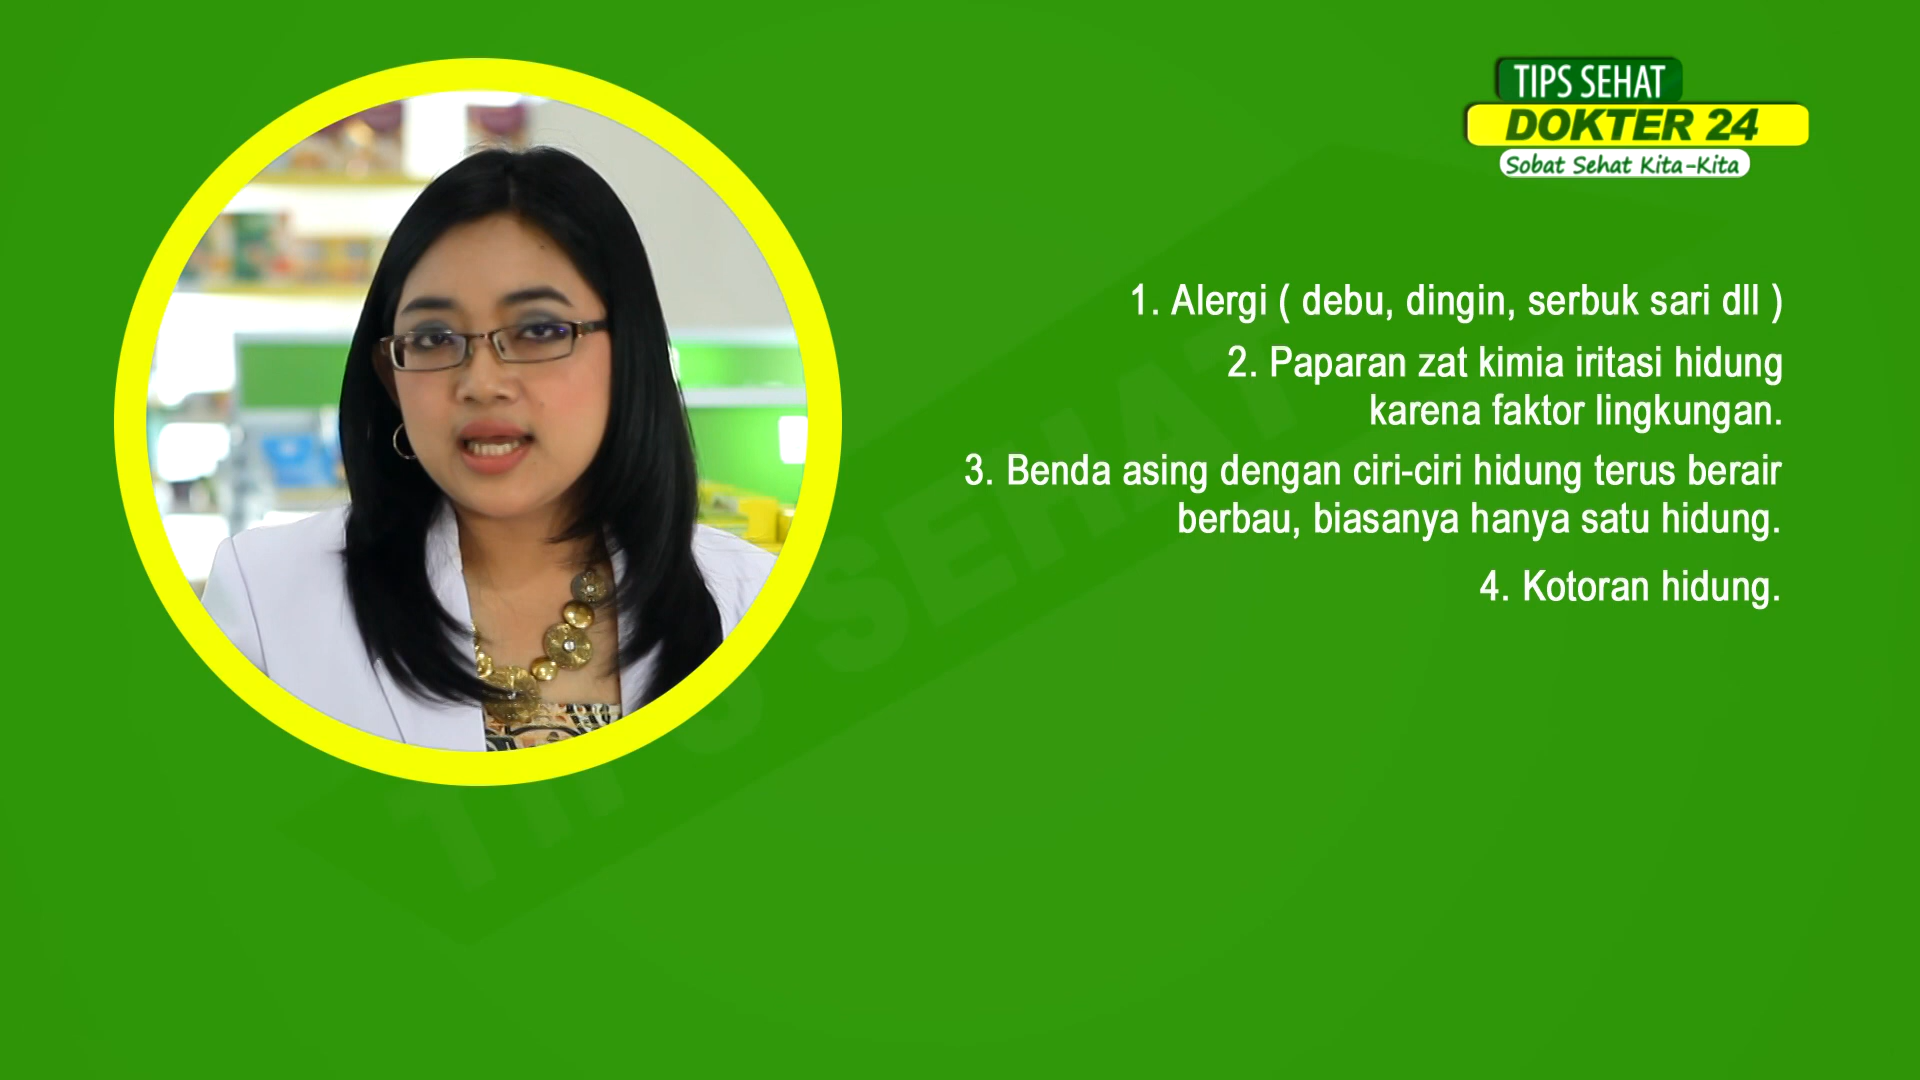 TIPS SEHAT
DOKTER 24
Sobat Sehat Kita-Kita
1. Alergi ( debu, dingin, serbuk sari dll )
2. Paparan zat kimia iritasi hidung
karena faktor lingkungan.
3. Benda asing dengan ciri-ciri hidung terus berair
berbau, biasanya hanya satu hidung.
4. Kotoran hidung.
TIPS SEHAT